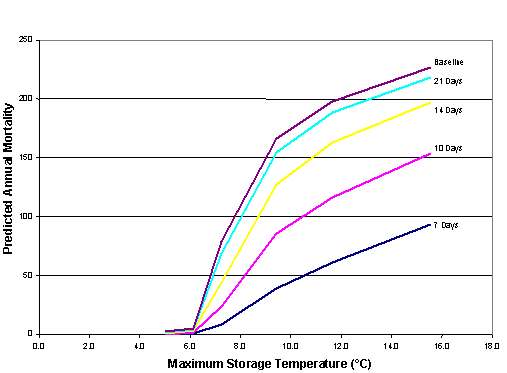 250
200
150
100
50
0
Predicted Annual Mortality
Baseline
21 Days
14 Days
10 Days
7 Days
0.0 2.0 4.0 6.0 8.0 10.0 12.0 14.0 16.0 18.0
Maximum Storage Temperature (°C)